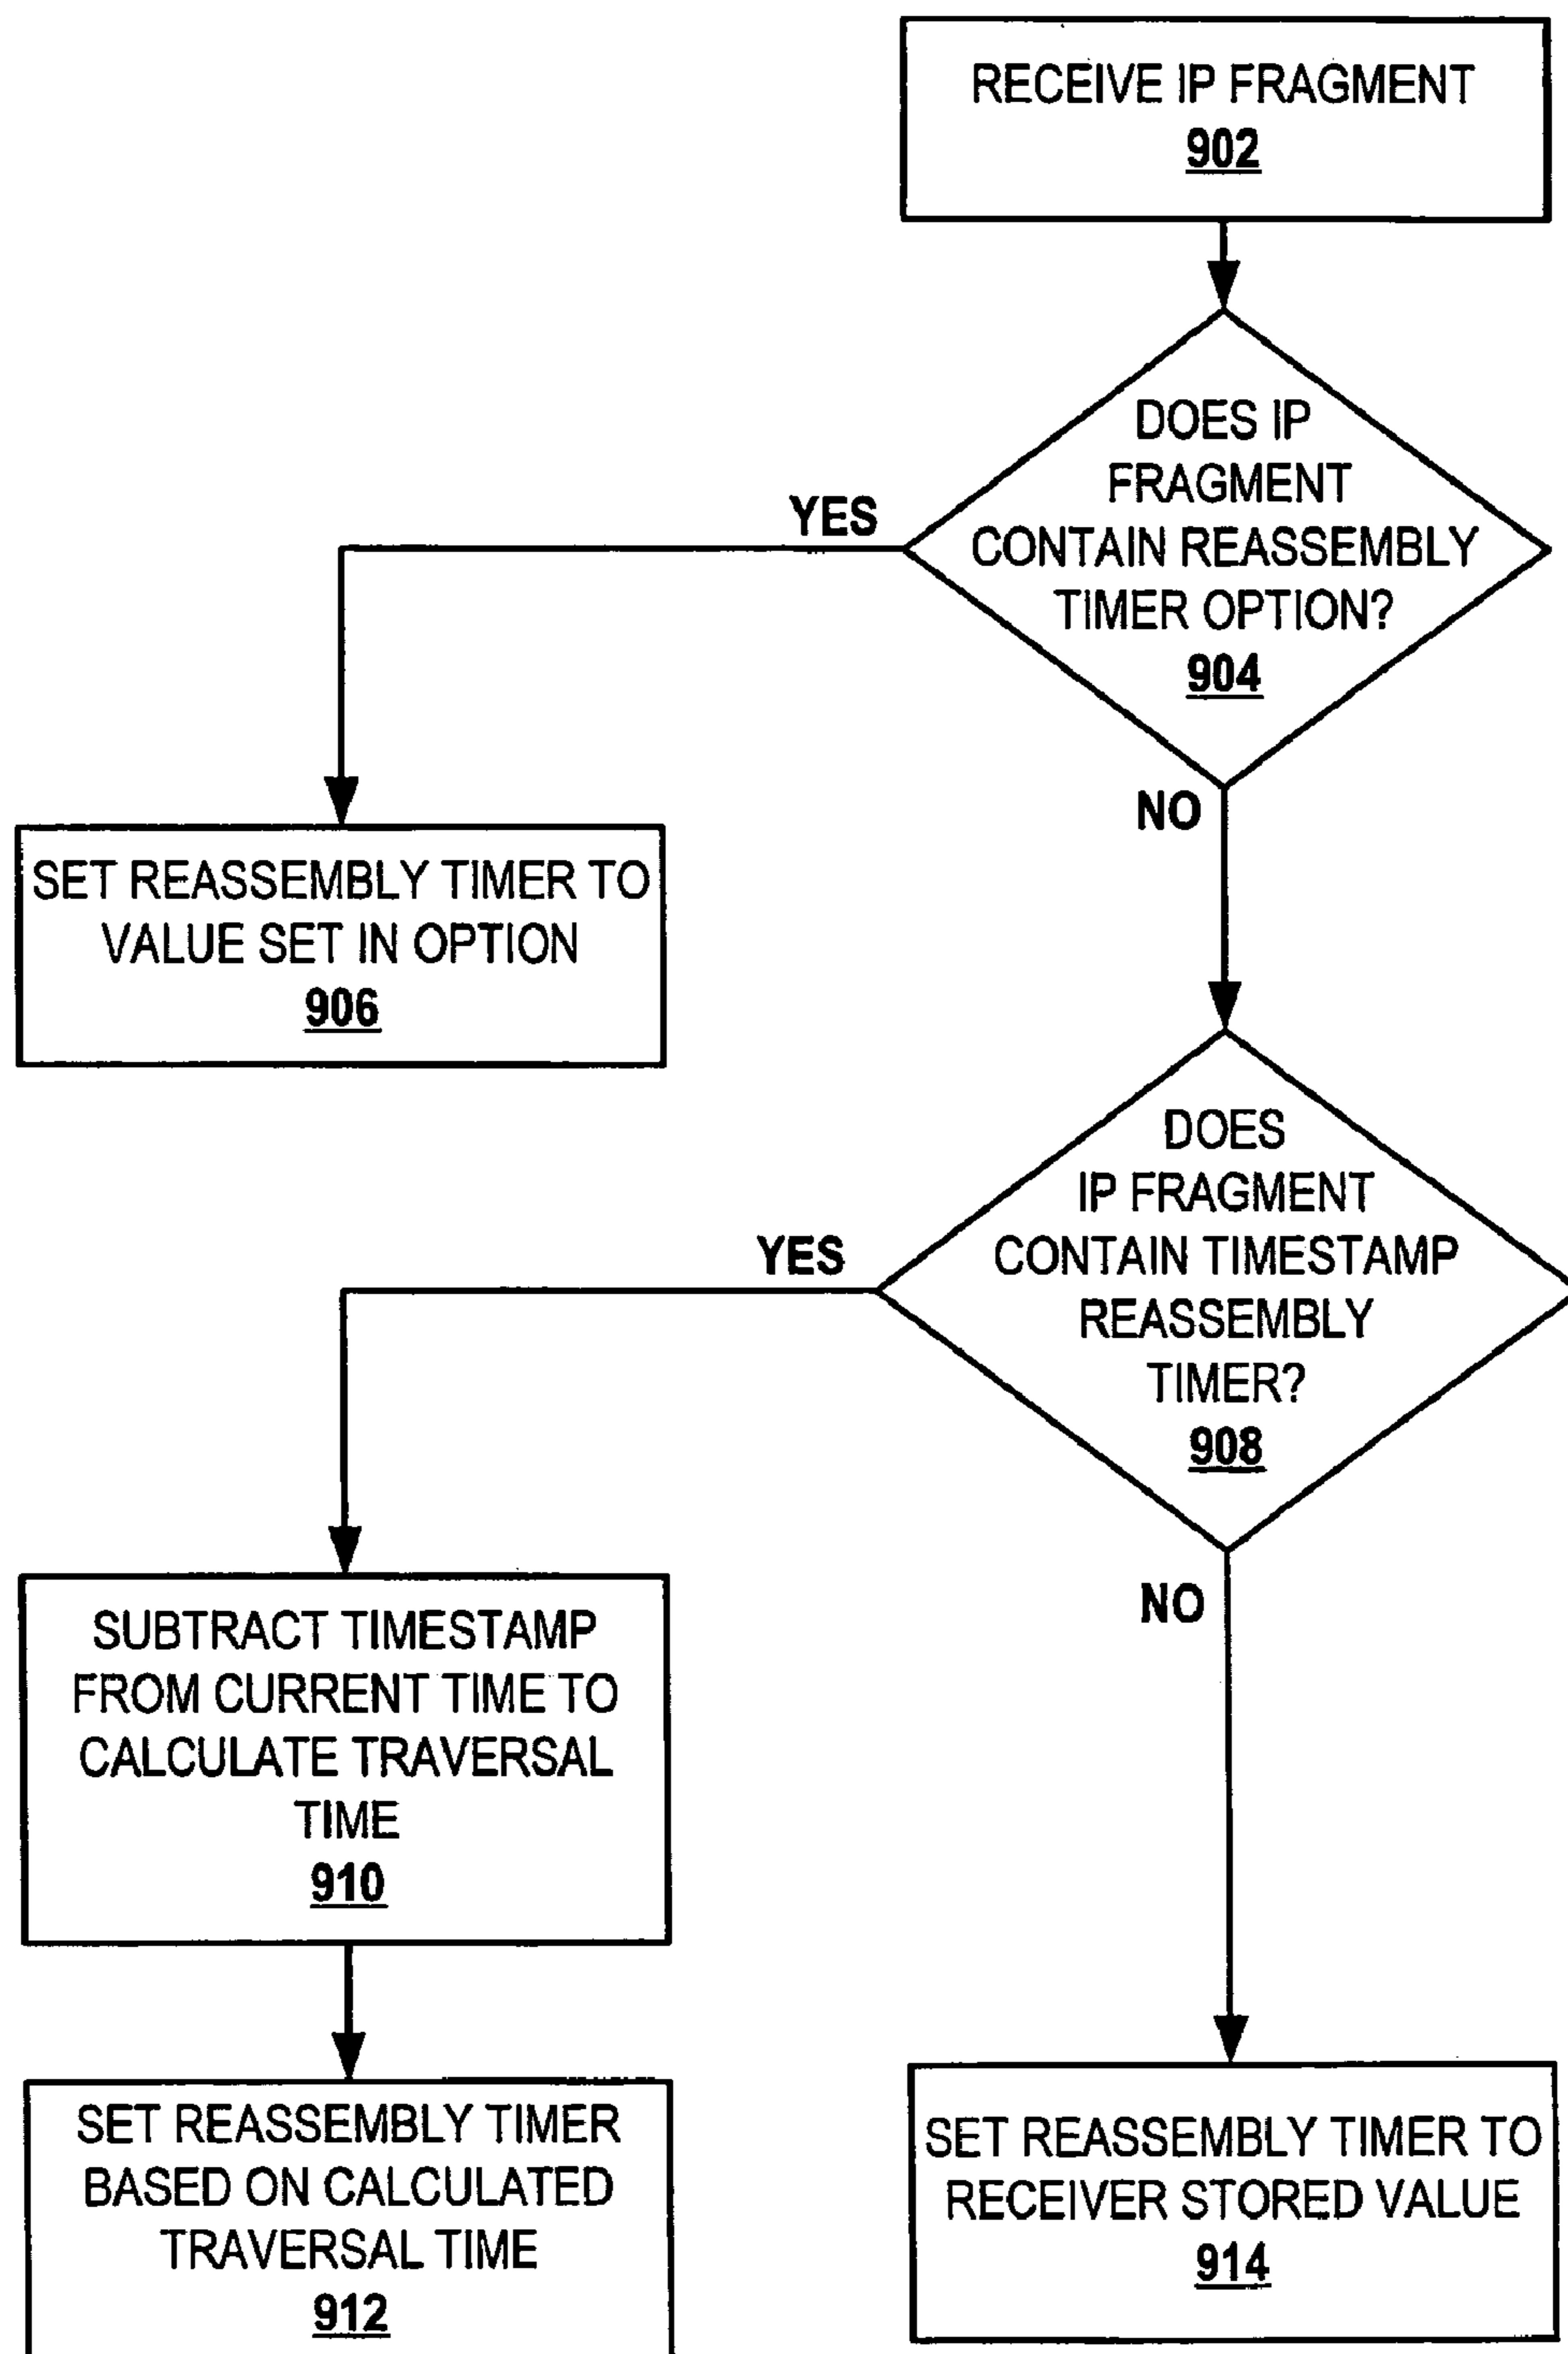 RECEIVE IP FRAGMENT
902
DOES IP
FRAGMENT
CONTAIN REASSEMBLY
TIMER OPTION?
904
YES
NO
SET REASSEMBLY TIMER TO
VALUE SET IN OPTION
906
DOES
IP FRAGMENT
CONTAIN TIMESTAMP
REASSEMBLY
TIMER?
908
YES
NO
SUBTRACT TIMESTAMP
FROM CURRENT TIME TO
CALCULATE TRAVERSAL
TIME
910
SET REASSEMBLY TIMER
BASED ON CALCULATED
TRAVERSAL TIME
912
SET REASSEMBLY TIMER TO
RECEIVER STORED VALUE
914